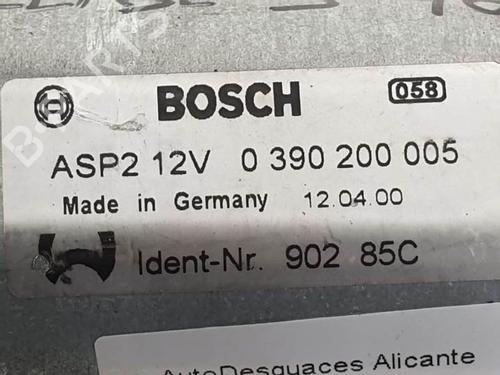 BOSCH 058
ASP2 12V 0 390 200 005
Made in Germany 12.04.00
Ident-Nr. 902 85C
AutoDesguaces Alicante
B-PARTS